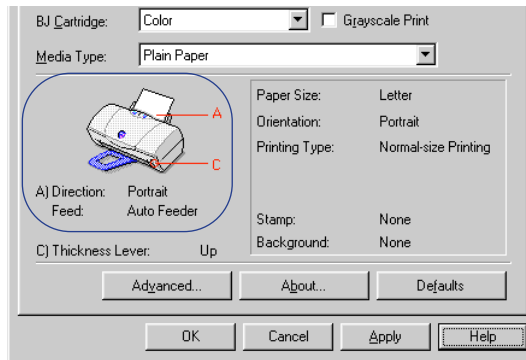 BJ Cartridge: Color Grayscale Print
Media Type: Plain Paper
A
C
A) Direction: Portrait
Feed: Auto Feeder
C) Thickness Lever: Up
Paper Size: Letter
Orientation: Portrait
Printing Type: Normal-size Printing
Stamp: None
Background: None
Advanced... About... Defaults
OK Cancel Apply Help